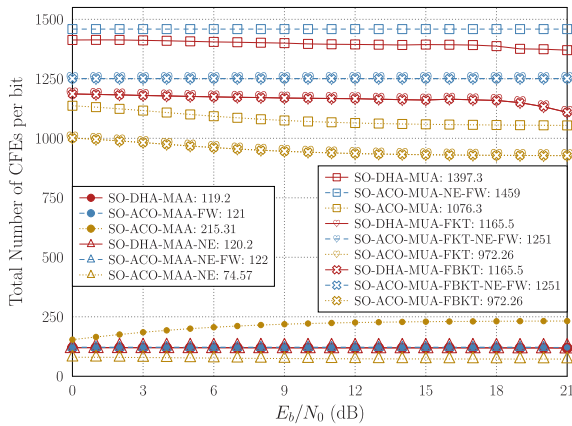 Total Number of CFEs per bit
1500
1250
1000
750
500
250
0
SO-DHA-MAA: 119.2
SO-ACO-MAA-FW: 121
SO-ACO-MAA: 215.31
SO-DHA-MAA-NE: 120.2
SO-ACO-MAA-NE-FW: 122
SO-ACO-MAA-NE: 74.57
SO-DHA-MUA: 1397.3
SO-ACO-MUA-NE-FW: 1459
SO-ACO-MUA: 1076.3
SO-DHA-MUA-FKT: 1165.5
SO-ACO-MUA-FKT-NE-FW: 1251
SO-ACO-MUA-FKT: 972.26
SO-DHA-MUA-FBKT: 1165.5
SO-ACO-MUA-FBKT-NE-FW: 1251
SO-ACO-MUA-FBKT: 972.26
0 3 6 9 12 15 18 21
E_b/N_0 (dB)